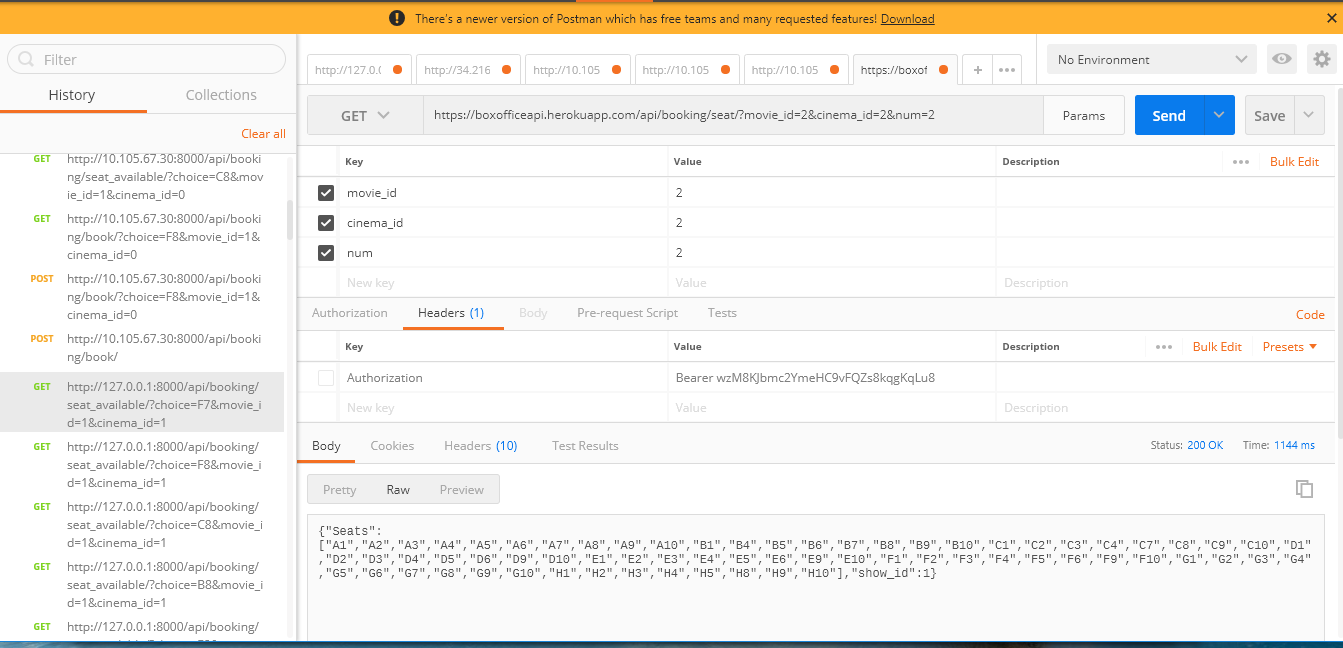 There's a newer version of Postman which has free teams and many requested features! Download
Filter
History Collections
Clear all
GET http://10.105.67.30:8000/api/booki
ng/seat_available/?choice=C8&mov
ie_id=1&cinema_id=0
GET http://10.105.67.30:8000/api/booki
ng/book/?choice=F8&movie_id=1&
cinema_id=0
POST http://10.105.67.30:8000/api/booki
ng/book/?choice=F8&movie_id=1&
cinema_id=0
POST http://10.105.67.30:8000/api/booki
ng/book/
GET http://127.0.0.1:8000/api/booking/
seat_available/?choice=F7&movie_i
d=1&cinema_id=1
GET http://127.0.0.1:8000/api/booking/
seat_available/?choice=F8&movie_i
d=1&cinema_id=1
GET http://127.0.0.1:8000/api/booking/
seat_available/?choice=C8&movie_i
d=1&cinema_id=1
GET http://127.0.0.1:8000/api/booking/
seat_available/?choice=B8&movie_i
d=1&cinema_id=1
GET http://127.0.0.1:8000/api/booking/
http://127.0.( http://34.216 http://10.105 http://10.105 http://10.105 https://boxof + •••
No Environment
GET https://boxofficeapi.herokuapp.com/api/booking/seat/?movie_id=2&cinema_id=2&num=2 Params Send Save
Key Value Description ••• Bulk Edit
movie_id 2
cinema_id 2
num 2
New key Value Description
Authorization Headers (1) Body Pre-request Script Tests Code
Key Value Description ••• Bulk Edit Presets
Authorization Bearer wzM8KJbmc2YmeHC9vFQZs8kqgKqLu8
New key Value Description
Body Cookies Headers (10) Test Results Status: 200 OK Time: 1144 ms
Pretty Raw Preview
{"Seats":
["A1","A2","A3","A4","A5","A6","A7","A8","A9","A10","B1","B4","B5","B6","B7","B8","B9","B10","C1","C2","C3","C4","C7","C8","C9","C10","D1"
,"D2","D3","D4","D5","D6","D9","D10","E1","E2","E3","E4","E5","E6","E9","E10","F1","F2","F3","F4","F5","F6","F9","F10","G1","G2","G3","G4"
,"G5","G6","G7","G8","G9","G10","H1","H2","H3","H4","H5","H8","H9","H10"],"show_id":1}